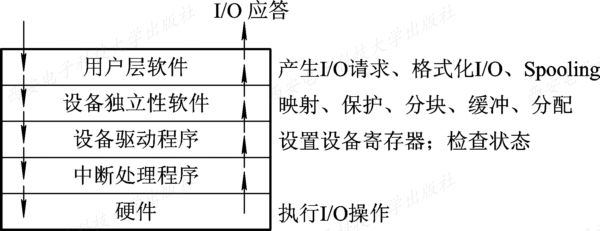 I/O 应答
用户层软件 产生I/O请求、格式化I/O、Spooling
设备独立性软件 映射、保护、分块、缓冲、分配
设备驱动程序 设置设备寄存器；检查状态
中断处理程序
硬件 执行I/O操作